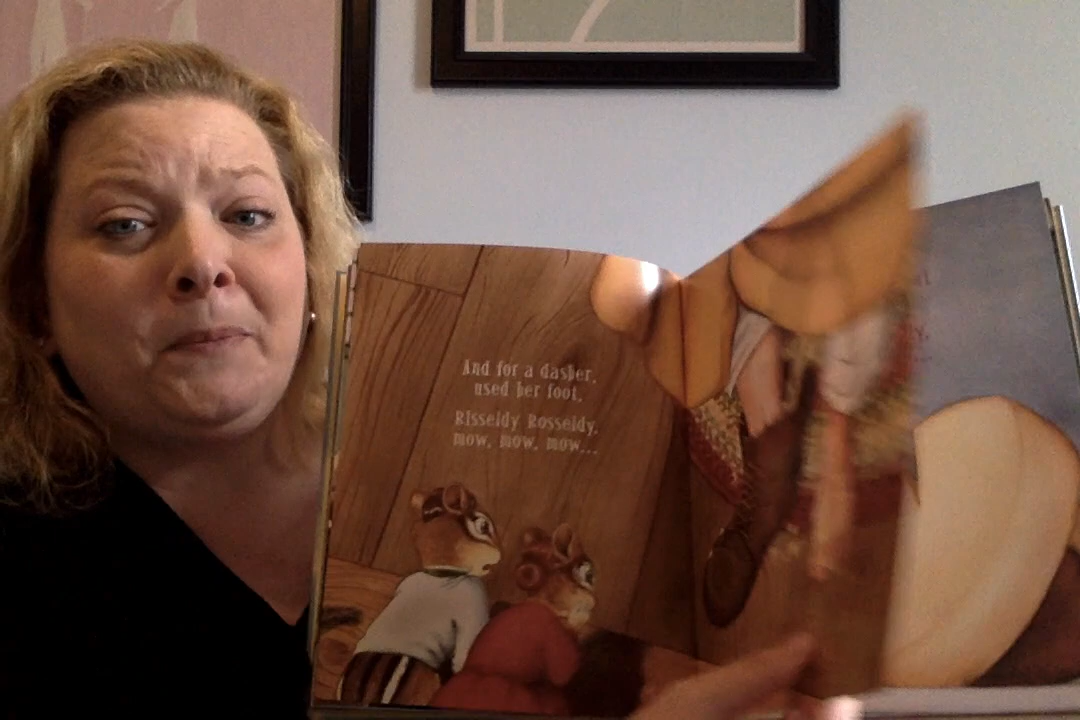 And for a dasher,
used her foot,
Risseldy Rosseldy,
mow, mow, mow...